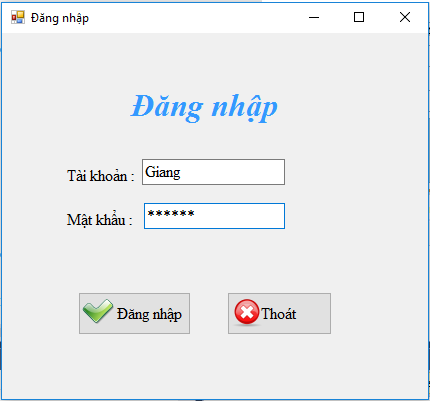 Đăng nhập
Đăng nhập
Tài khoản : Giang
Mật khẩu : ******
Đăng nhập Thoát